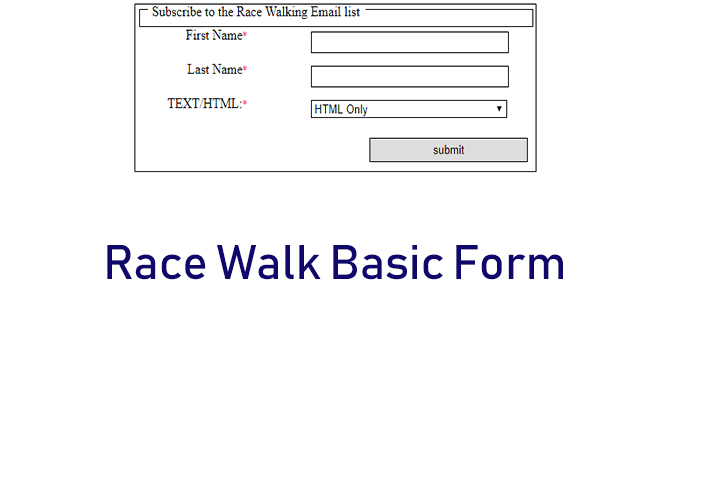 Subscribe to the Race Walking Email list
First Name*
Last Name*
TEXT/HTML:* HTML Only
submit
Race Walk Basic Form